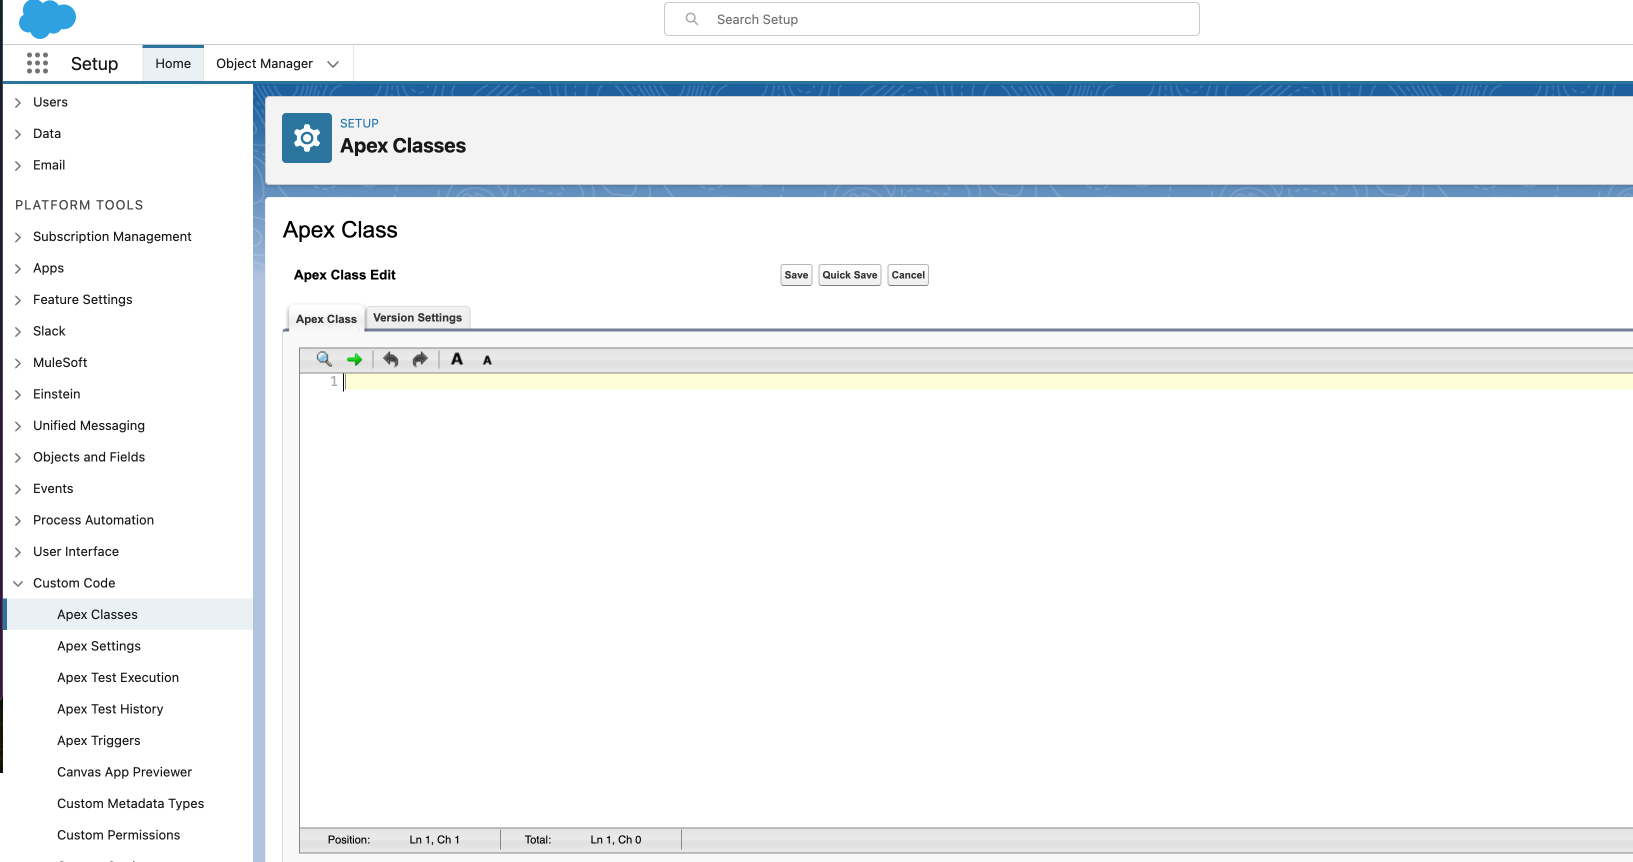 Search Setup
Setup
Home
Object Manager
Users
Data
Email
PLATFORM TOOLS
Subscription Management
Apps
Feature Settings
Slack
MuleSoft
Einstein
Unified Messaging
Objects and Fields
Events
Process Automation
User Interface
Custom Code
Apex Classes
Apex Settings
Apex Test Execution
Apex Test History
Apex Triggers
Canvas App Previewer
Custom Metadata Types
Custom Permissions
SETUP
Apex Classes
Apex Class
Apex Class Edit
Save Quick Save Cancel
Apex Class Version Settings
A A
1
Position: Ln 1, Ch 1 Total: Ln 1, Ch 0